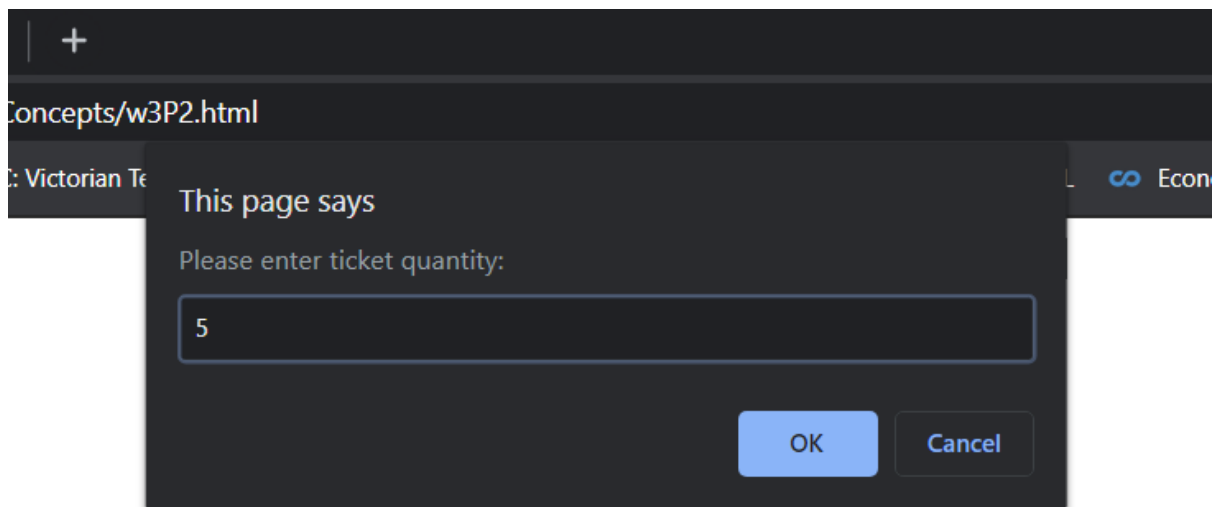 +
Concepts/w3P2.html
C: Victorian Te
Econ
This page says
Please enter ticket quantity:
5
OK
Cancel